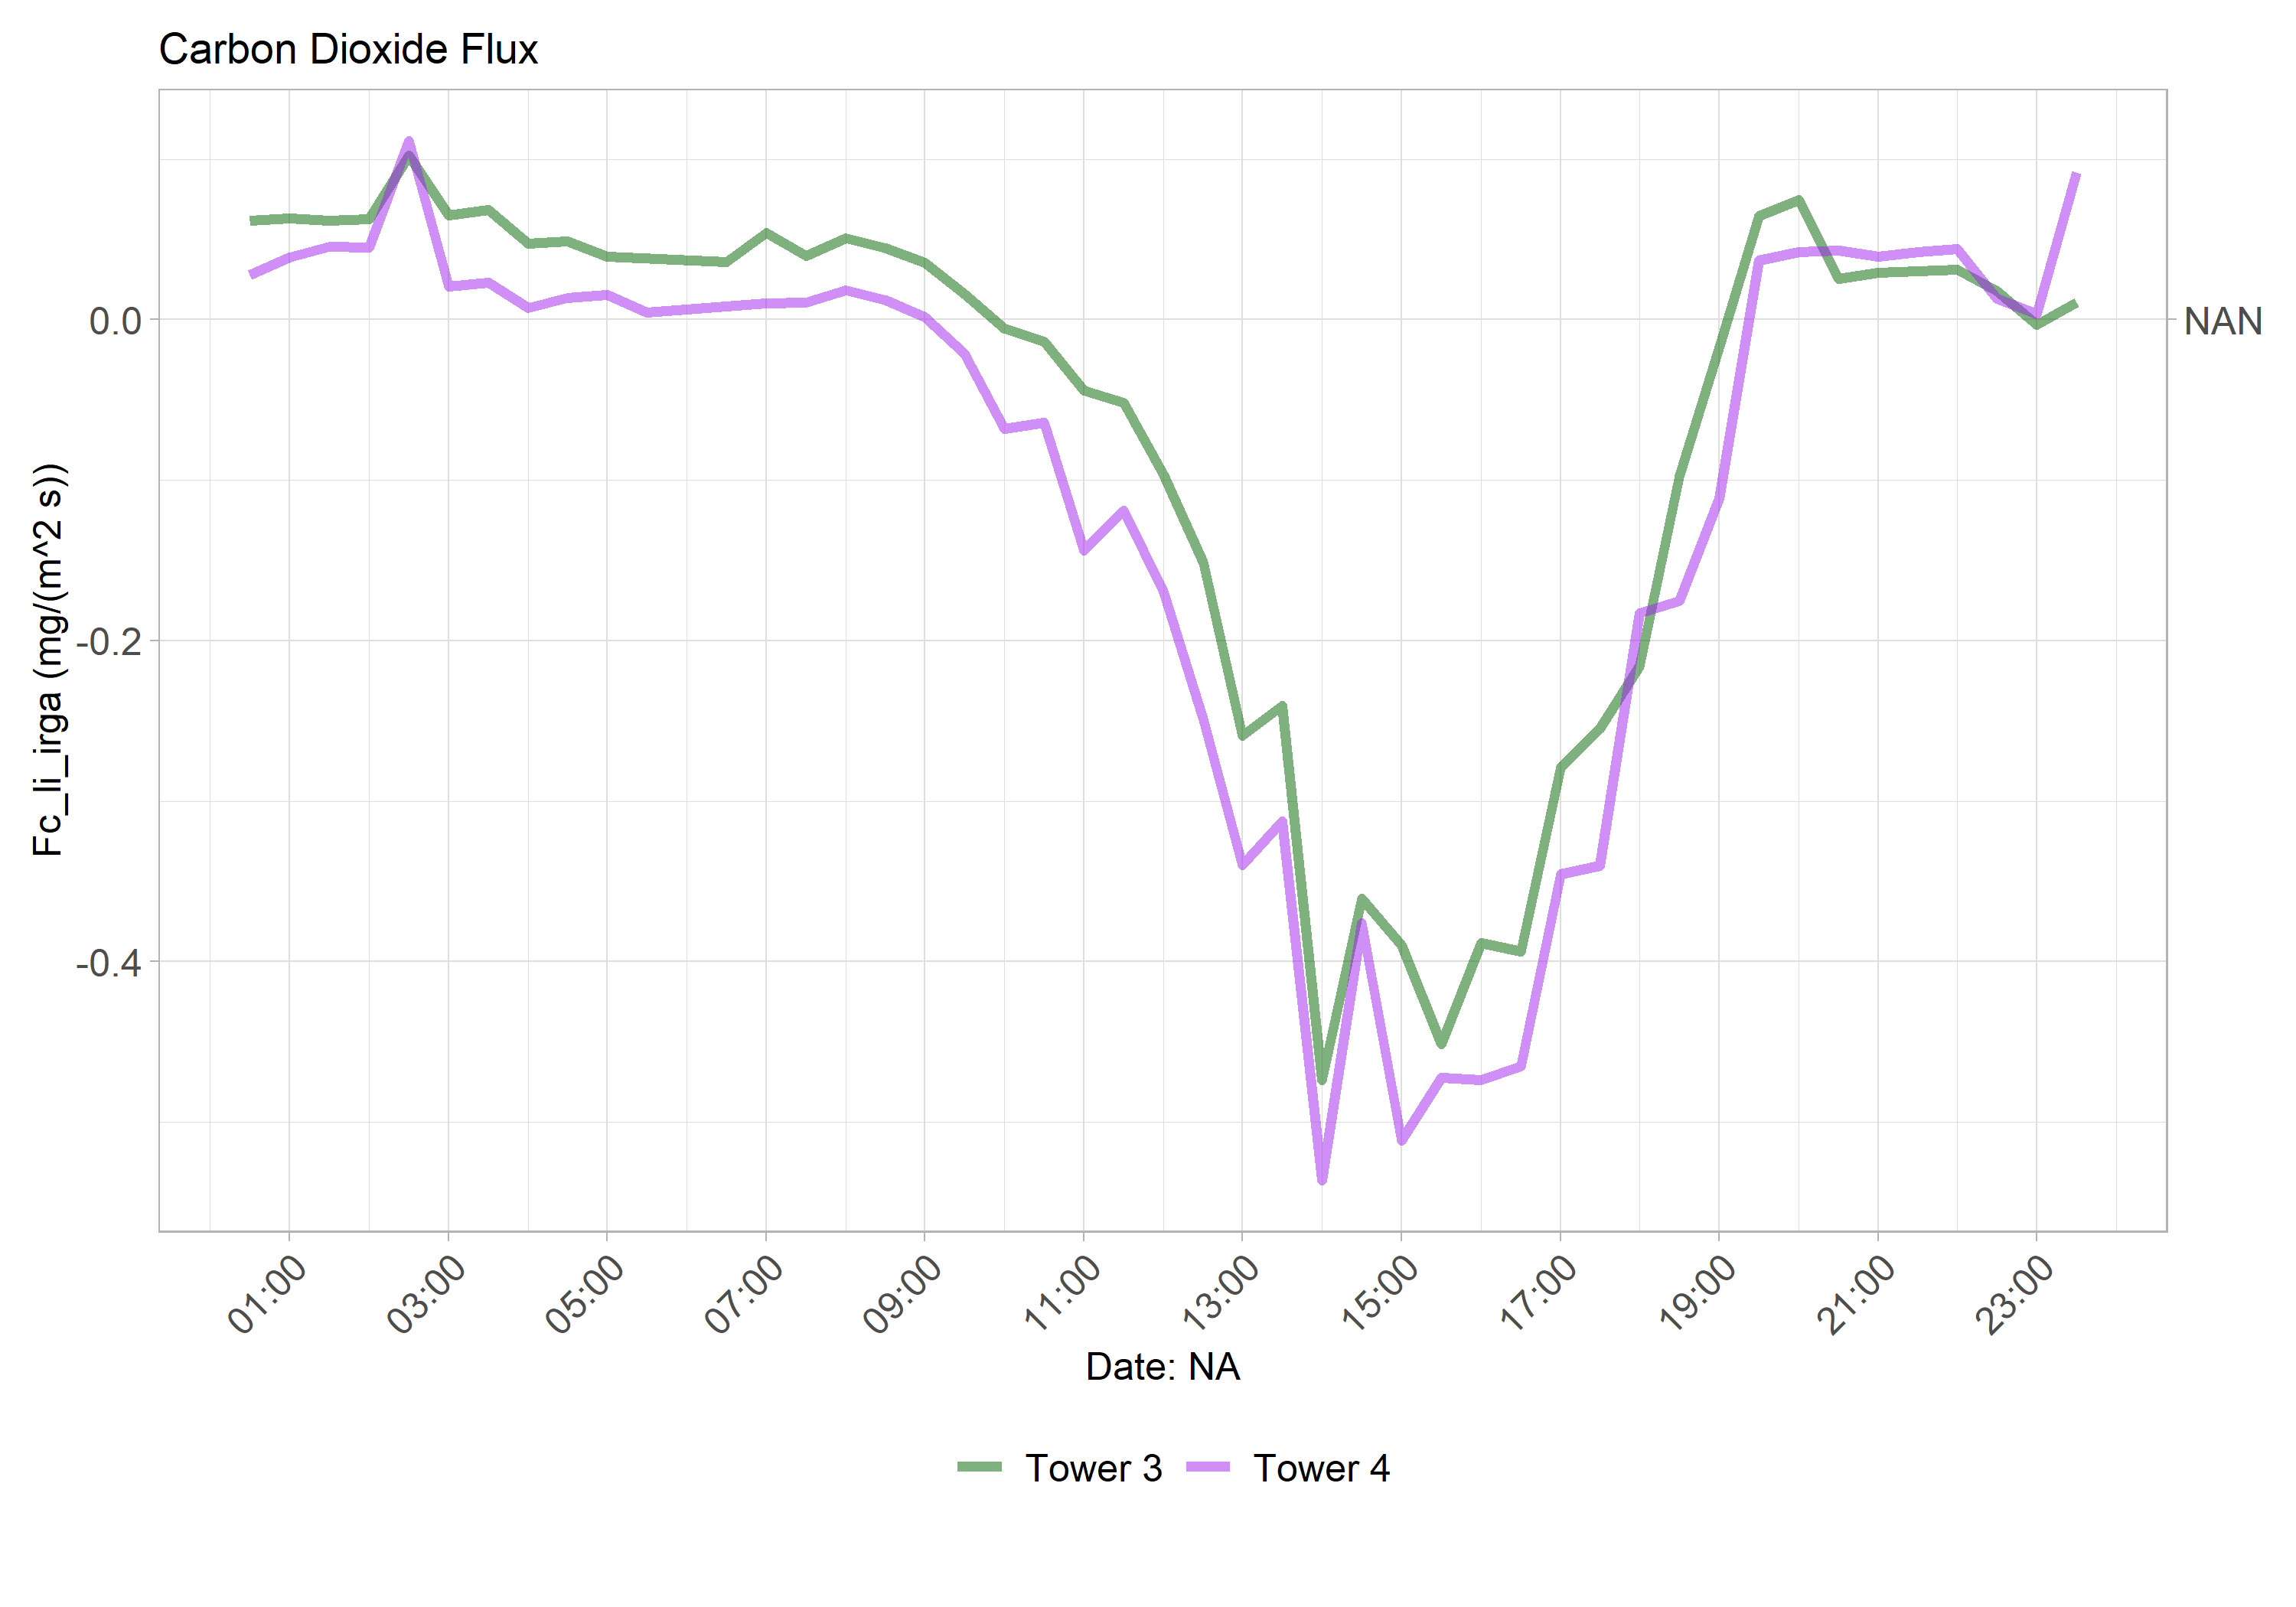 Carbon Dioxide Flux
Fc_li_irga (mg/(m^2 s))
0.0
-0.2
-0.4
NAN
01:00
03:00
05:00
07:00
09:00
11:00
13:00
15:00
17:00
19:00
21:00
23:00
Date: NA
Tower 3
Tower 4